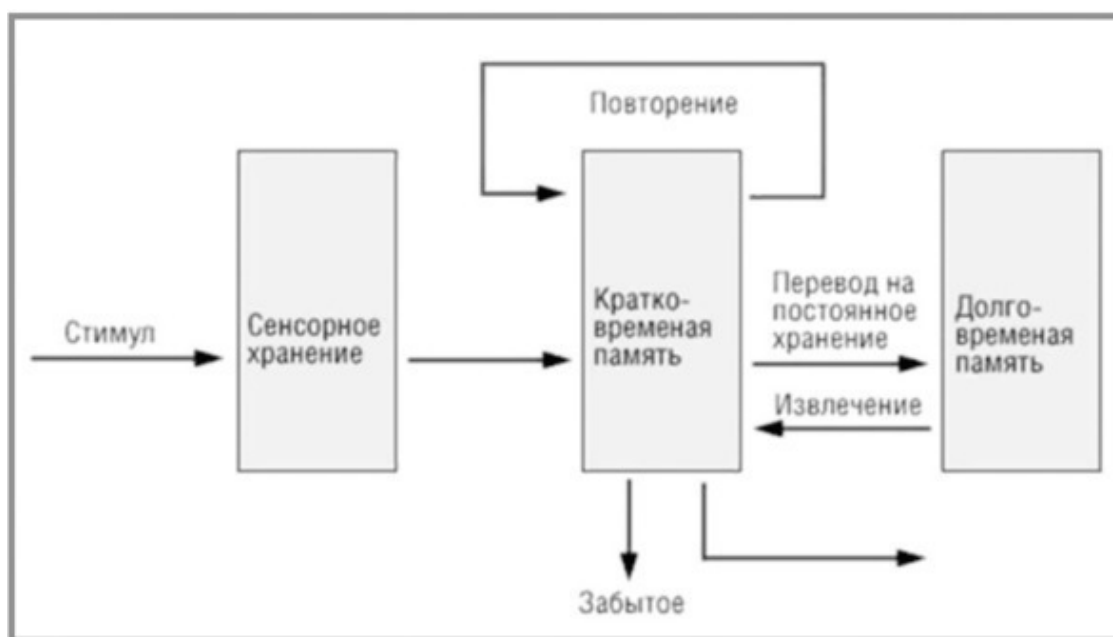 Повторение
Стимул
Сенсорное
хранение
Кратко-
временая
память
Перевод на
постоянное
хранение
Извлечение
Долго-
временая
память
Забытое